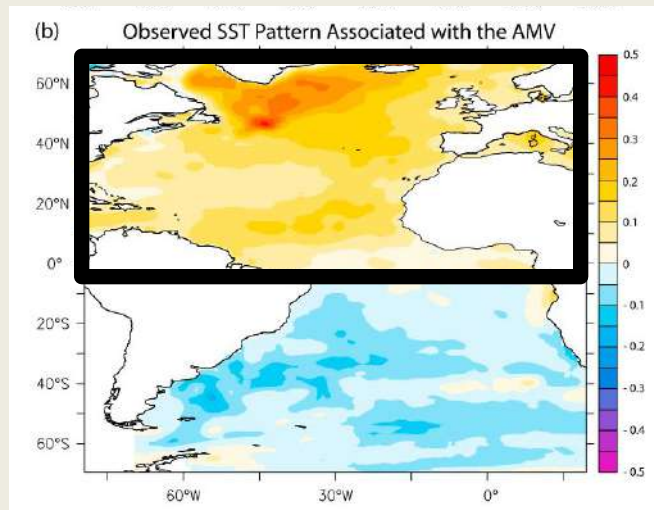 (b) Observed SST Pattern Associated with the AMV
60°N
40°N
20°N
0°
20°S
40°S
60°S
60°W 30°W 0°
0.5
0.4
0.3
0.2
0.1
0
- 0.1
- 0.2
- 0.3
- 0.4
- 0.5